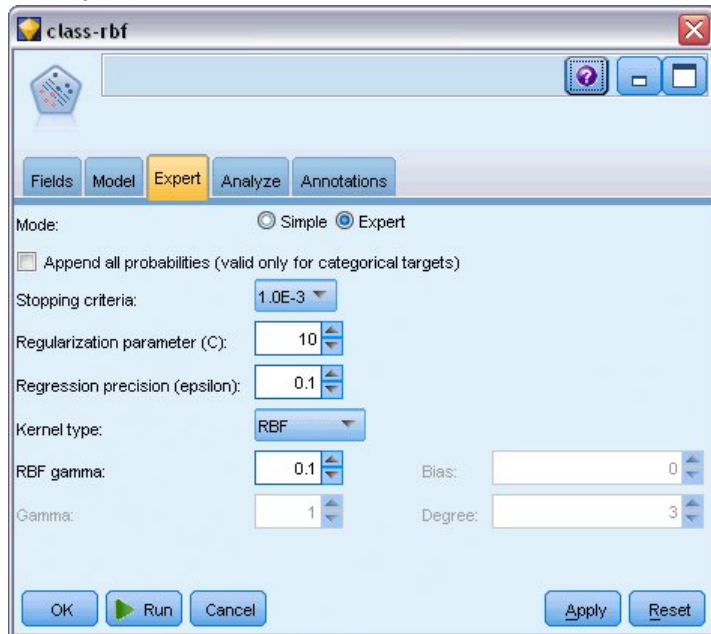 class-rbf
Fields Model Expert Analyze Annotations
Mode: Simple Expert
Append all probabilities (valid only for categorical targets)
Stopping criteria: 1.0E-3
Regularization parameter (C): 10
Regression precision (epsilon): 0.1
Kernel type: RBF
RBF gamma: 0.1 Bias: 0
Gamma: 1 Degree: 3
OK Run Cancel Apply Reset